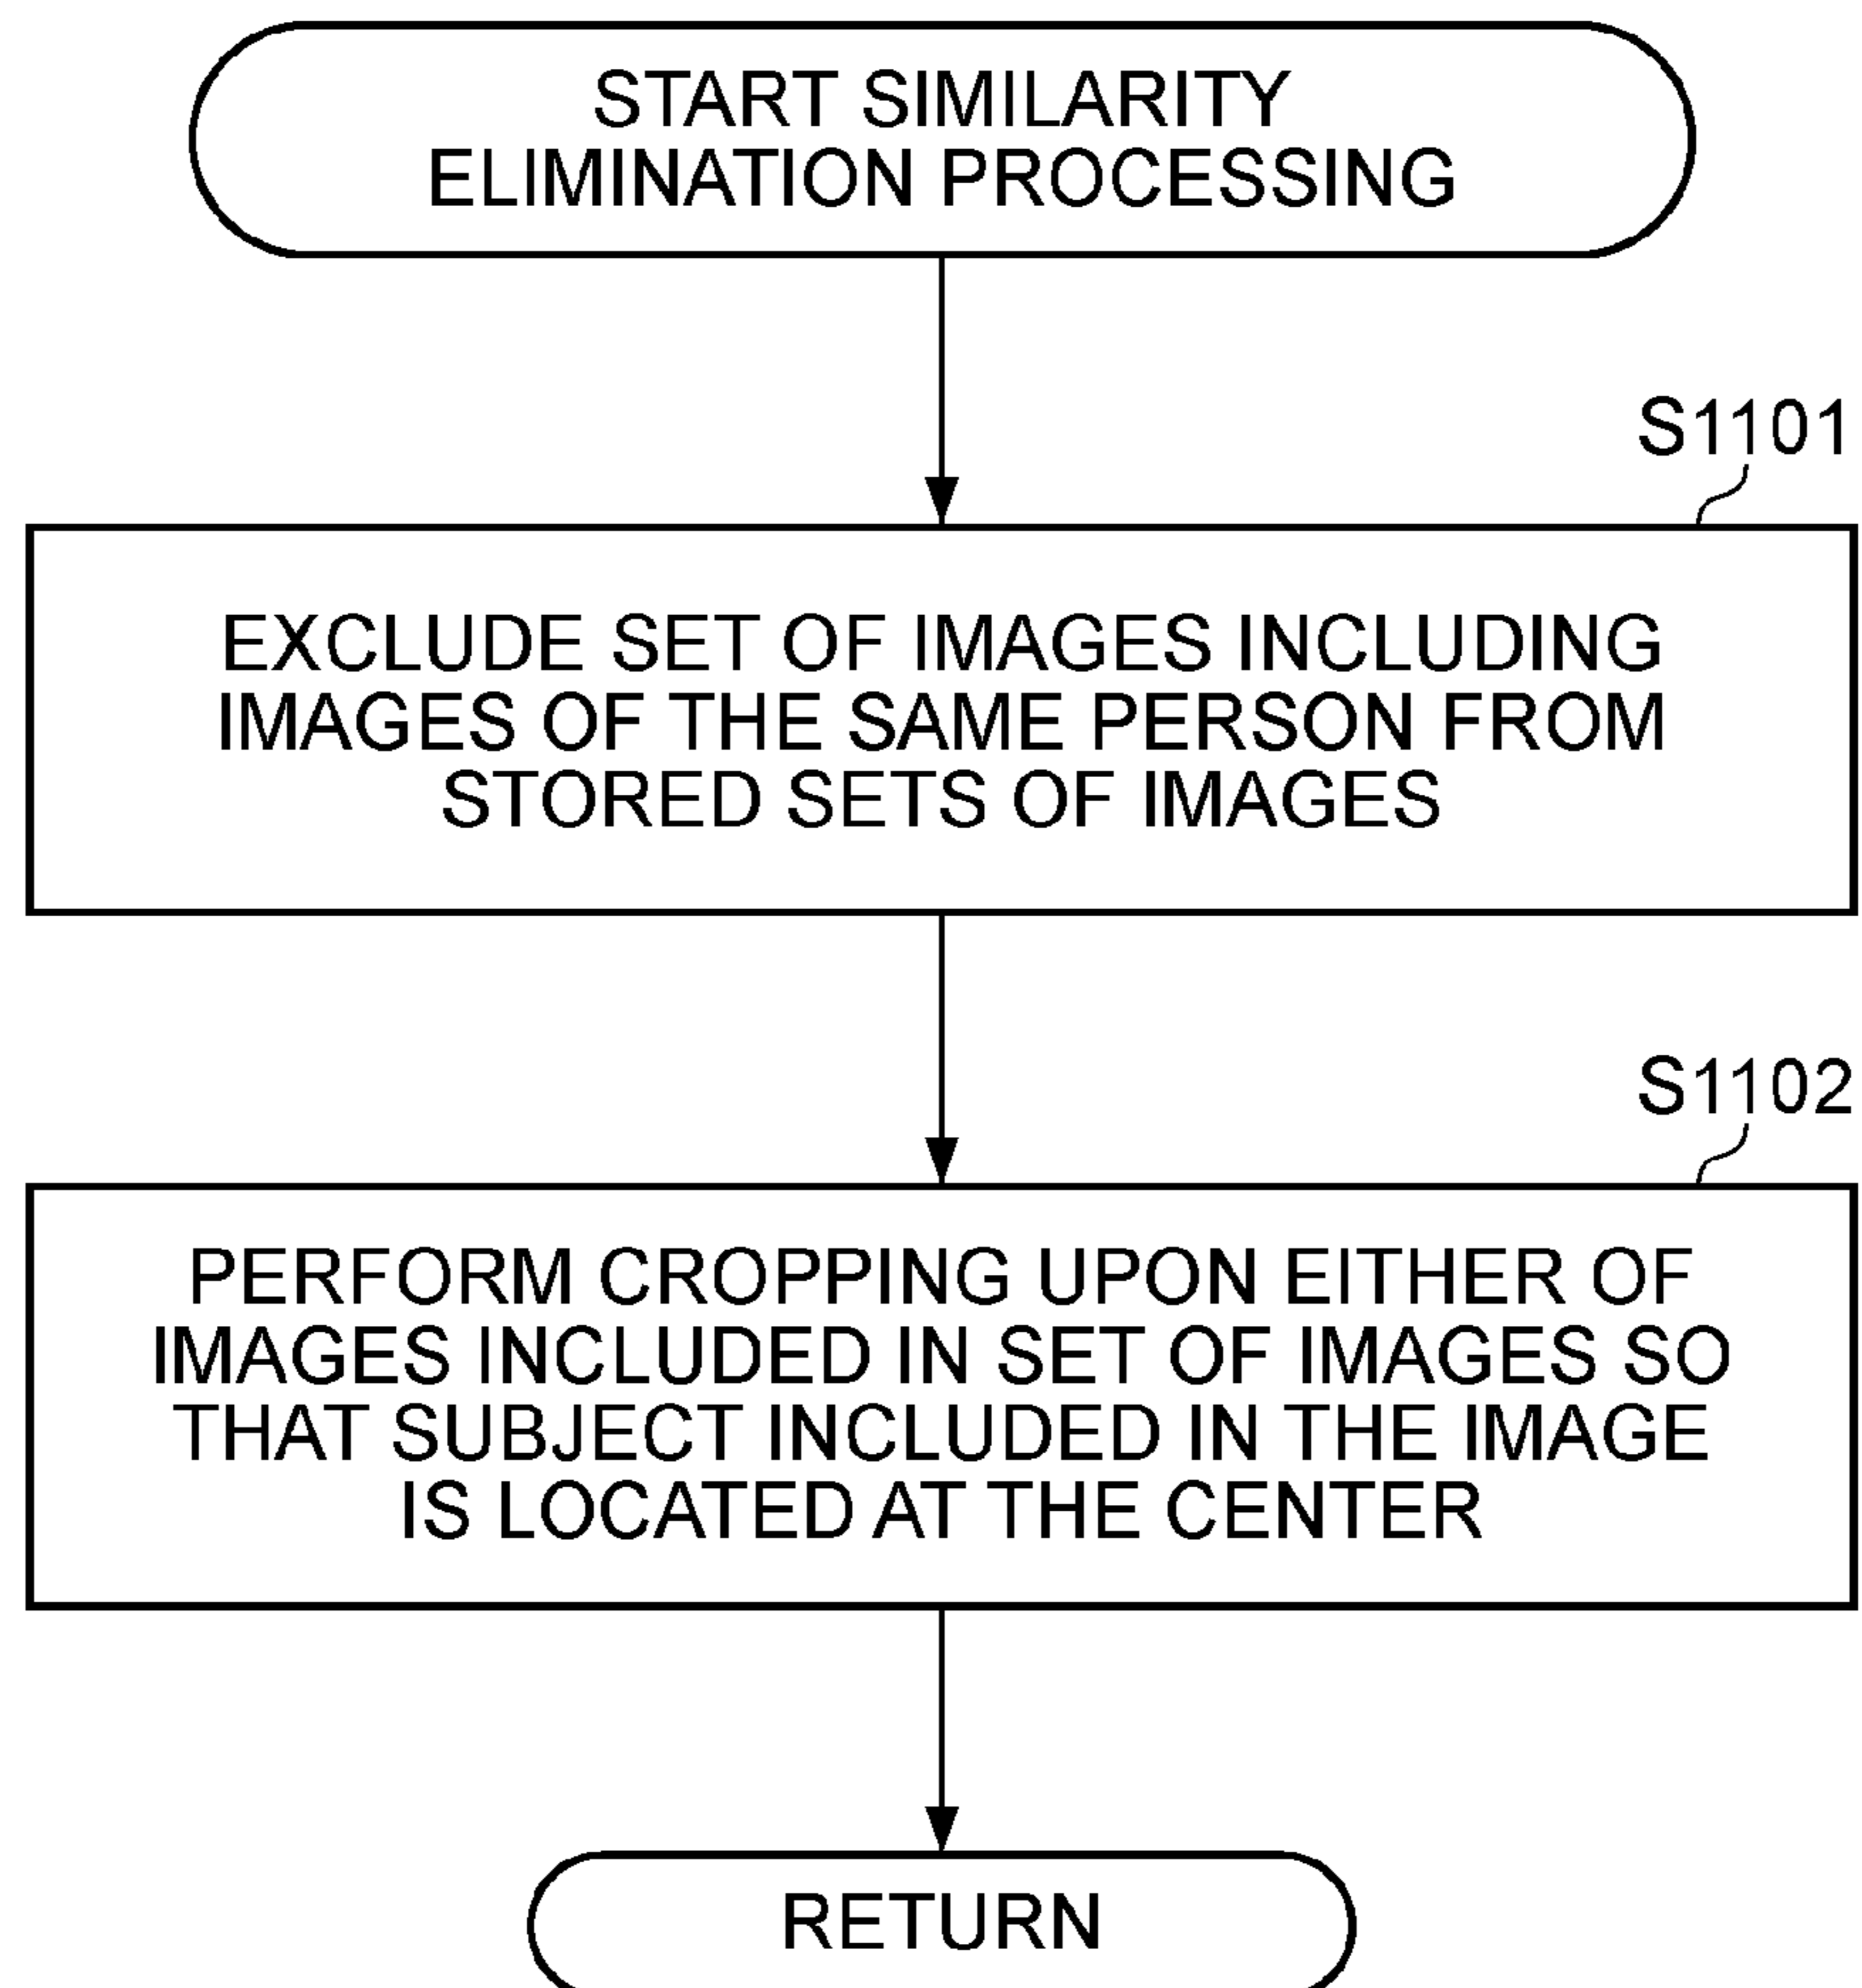 START SIMILARITY
ELIMINATION PROCESSING
S1101
EXCLUDE SET OF IMAGES INCLUDING
IMAGES OF THE SAME PERSON FROM
STORED SETS OF IMAGES
S1102
PERFORM CROPPING UPON EITHER OF
IMAGES INCLUDED IN SET OF IMAGES SO
THAT SUBJECT INCLUDED IN THE IMAGE
IS LOCATED AT THE CENTER
RETURN